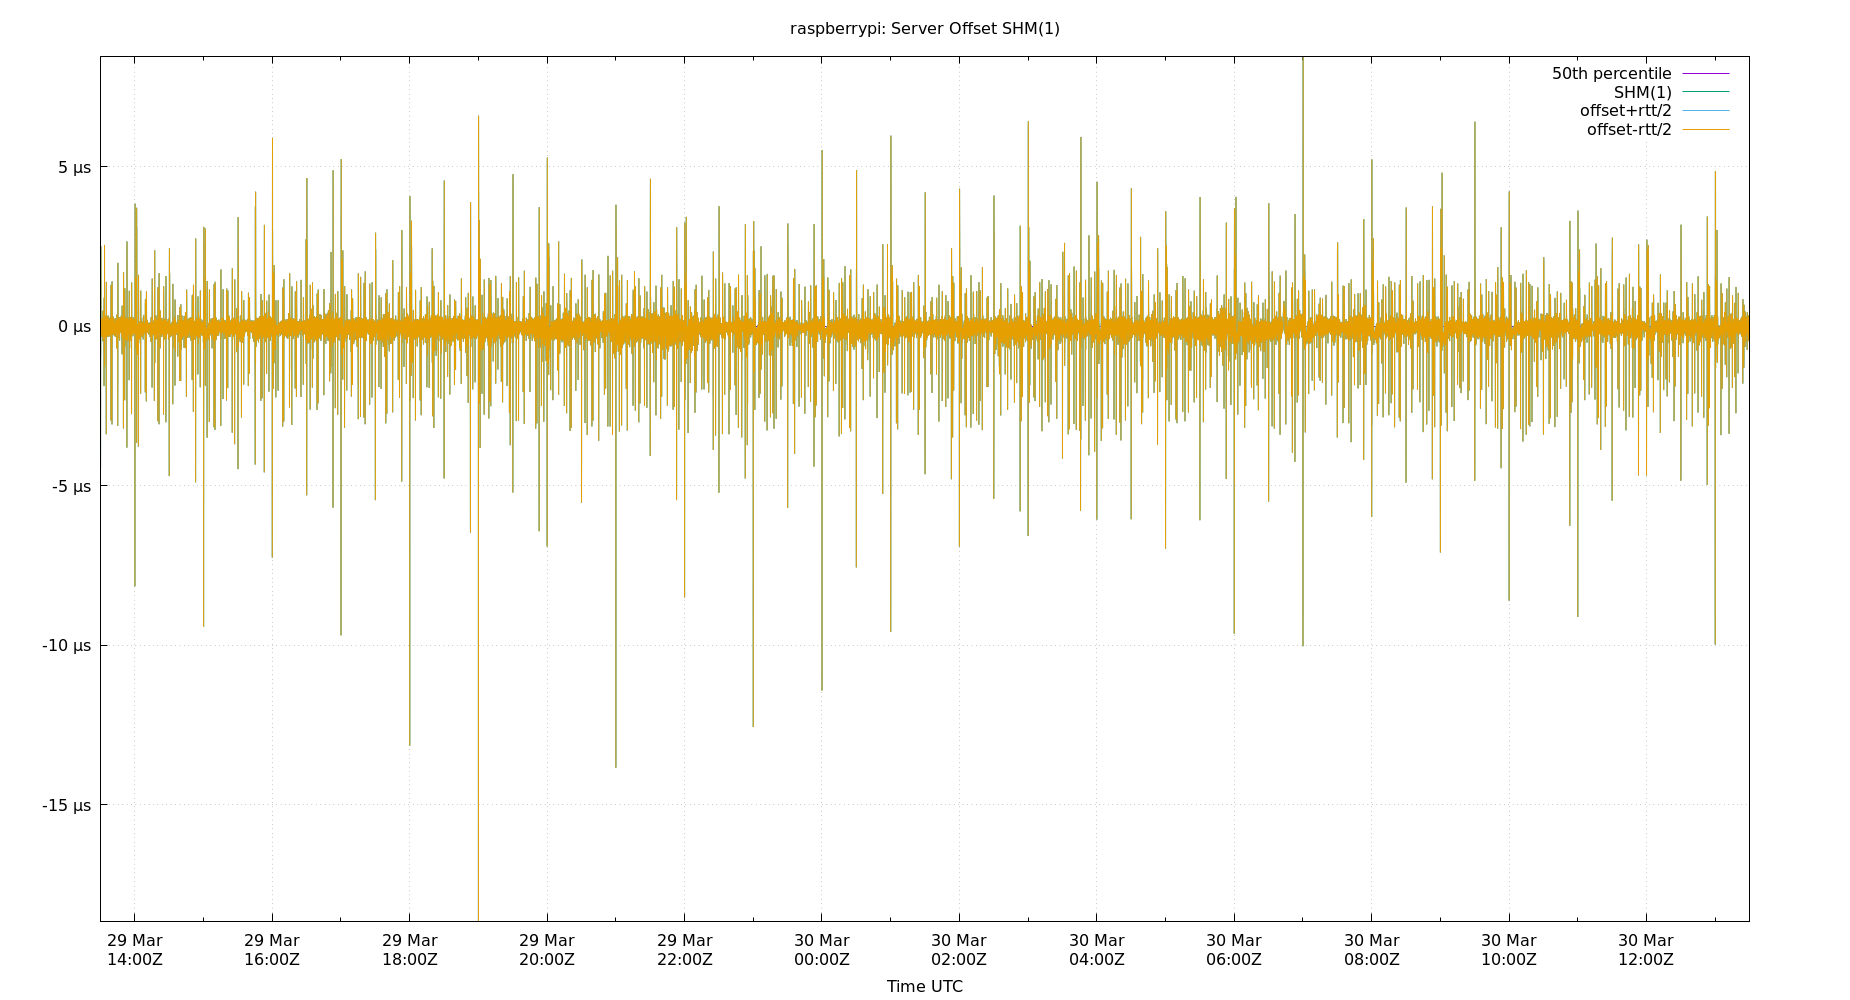 raspberrypi: Server Offset SHM(1)
50th percentile
SHM(1)
offset+rtt/2
offset-rtt/2
5 µs
0 µs
-5 µs
-10 µs
-15 µs
29 Mar 29 Mar 29 Mar 29 Mar 29 Mar 30 Mar 30 Mar 30 Mar 30 Mar 30 Mar 30 Mar 30 Mar
14:00Z 16:00Z 18:00Z 20:00Z 22:00Z 00:00Z 02:00Z 04:00Z 06:00Z 08:00Z 10:00Z 12:00Z
Time UTC